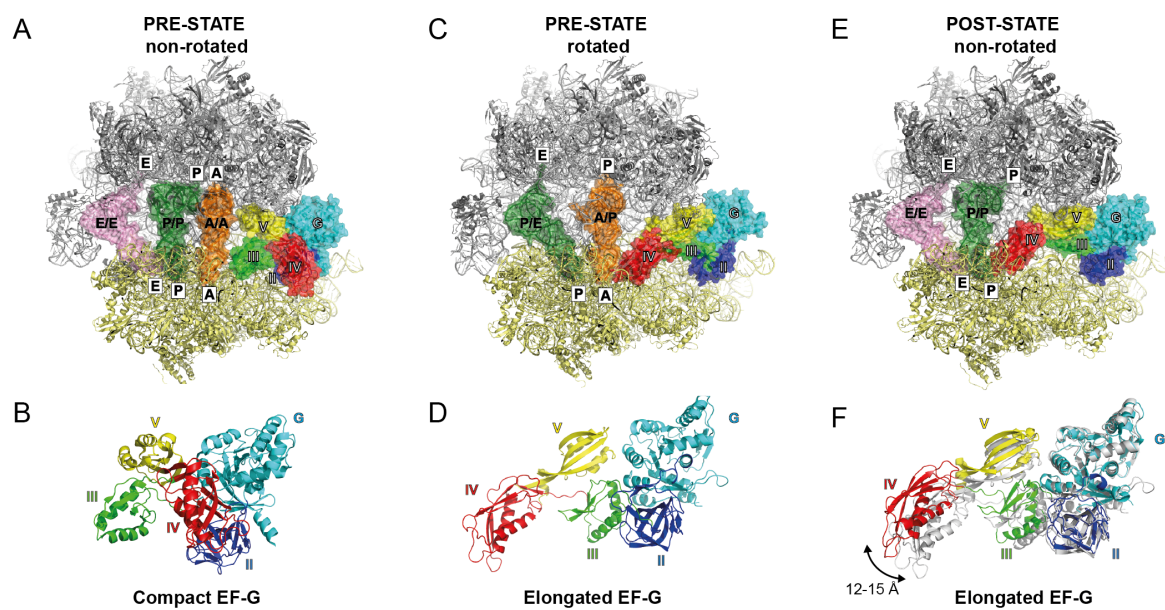 A
PRE-STATE
non-rotated
E
P
A
E/E
P/P
A/A
V
G
III
IV
II
E
P
A
B
V
G
III
IV
II
Compact EF-G
C
PRE-STATE
rotated
E
P
P/E
A/P
V
G
IV
III
II
P
A
D
V
G
IV
III
II
Elongated EF-G
E
POST-STATE
non-rotated
E
P
E/E
P/P
V
G
IV
III
II
E
P
F
V
G
IV
III
II
12-15 Å
Elongated EF-G